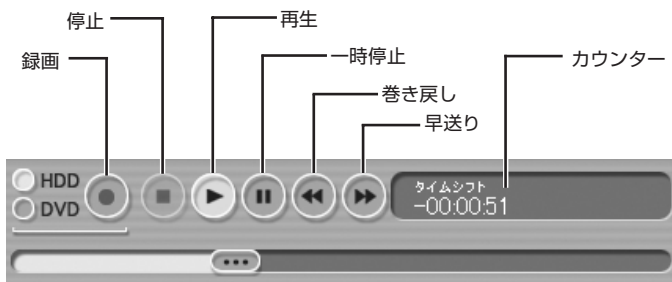 停止
再生
録画
一時停止
カウンター
巻き戻し
早送り
HDD
DVD
タイムシフト
-00:00:51